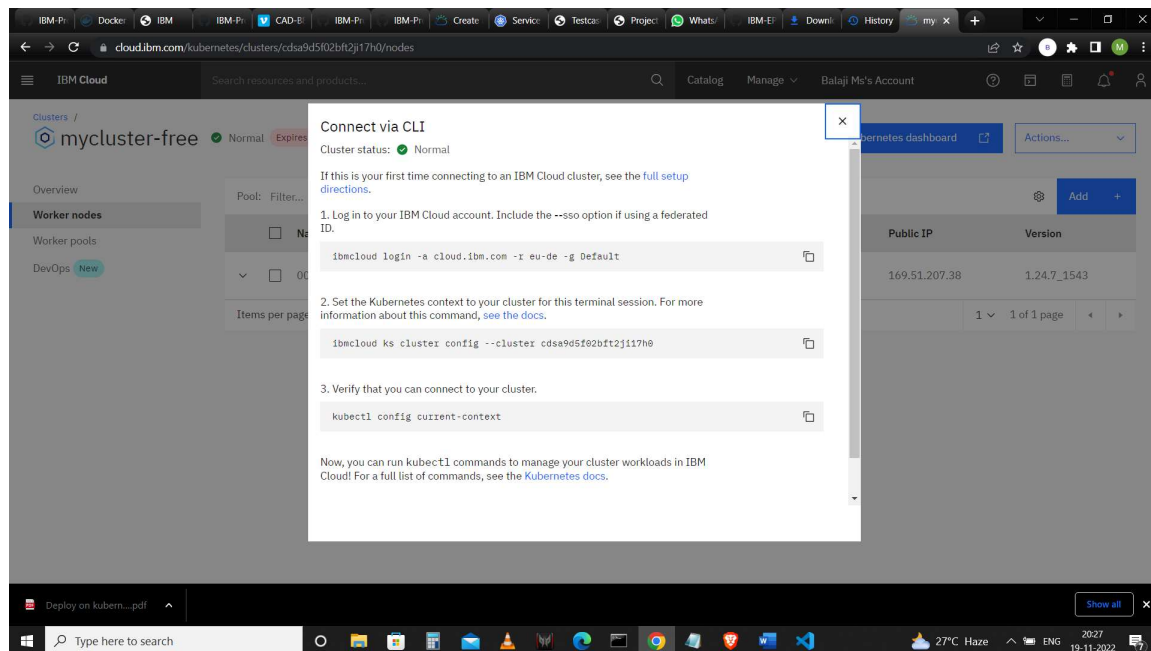 IBM-Pr
Docker
IBM
IBM-Pr
CAD-B
IBM-Pr
IBM-Pr
Create
Service
Testcas
Project
Whats
IBM-EF
Downlo
History
my
cloud.ibm.com/kubernetes/clusters/cdsa9d5f02bft2ji17h0/nodes
B
M
IBM Cloud
Search resources and products...
Catalog
Manage
Balaji Ms's Account
Clusters /
mycluster-free
Normal
Expires
bernetes dashboard
Actions...
Overview
Worker nodes
Worker pools
DevOps New
Pool: Filter...
Add +
Na
Public IP
Version
00
169.51.207.38
1.24.7_1543
Items per page
1
1 of 1 page
Connect via CLI
Cluster status: Normal
If this is your first time connecting to an IBM Cloud cluster, see the full setup
directions.
1. Log in to your IBM Cloud account. Include the --sso option if using a federated
ID.
ibmcloud login -a cloud.ibm.com -r eu-de -g Default
2. Set the Kubernetes context to your cluster for this terminal session. For more
information about this command, see the docs.
ibmcloud ks cluster config --cluster cdsa9d5f02bft2ji17h0
3. Verify that you can connect to your cluster.
kubectl config current-context
Now, you can run kubectl commands to manage your cluster workloads in IBM
Cloud! For a full list of commands, see the Kubernetes docs.
Deploy on kubern....pdf
Show all
Type here to search
27°C Haze
ENG
20:27
19-11-2022